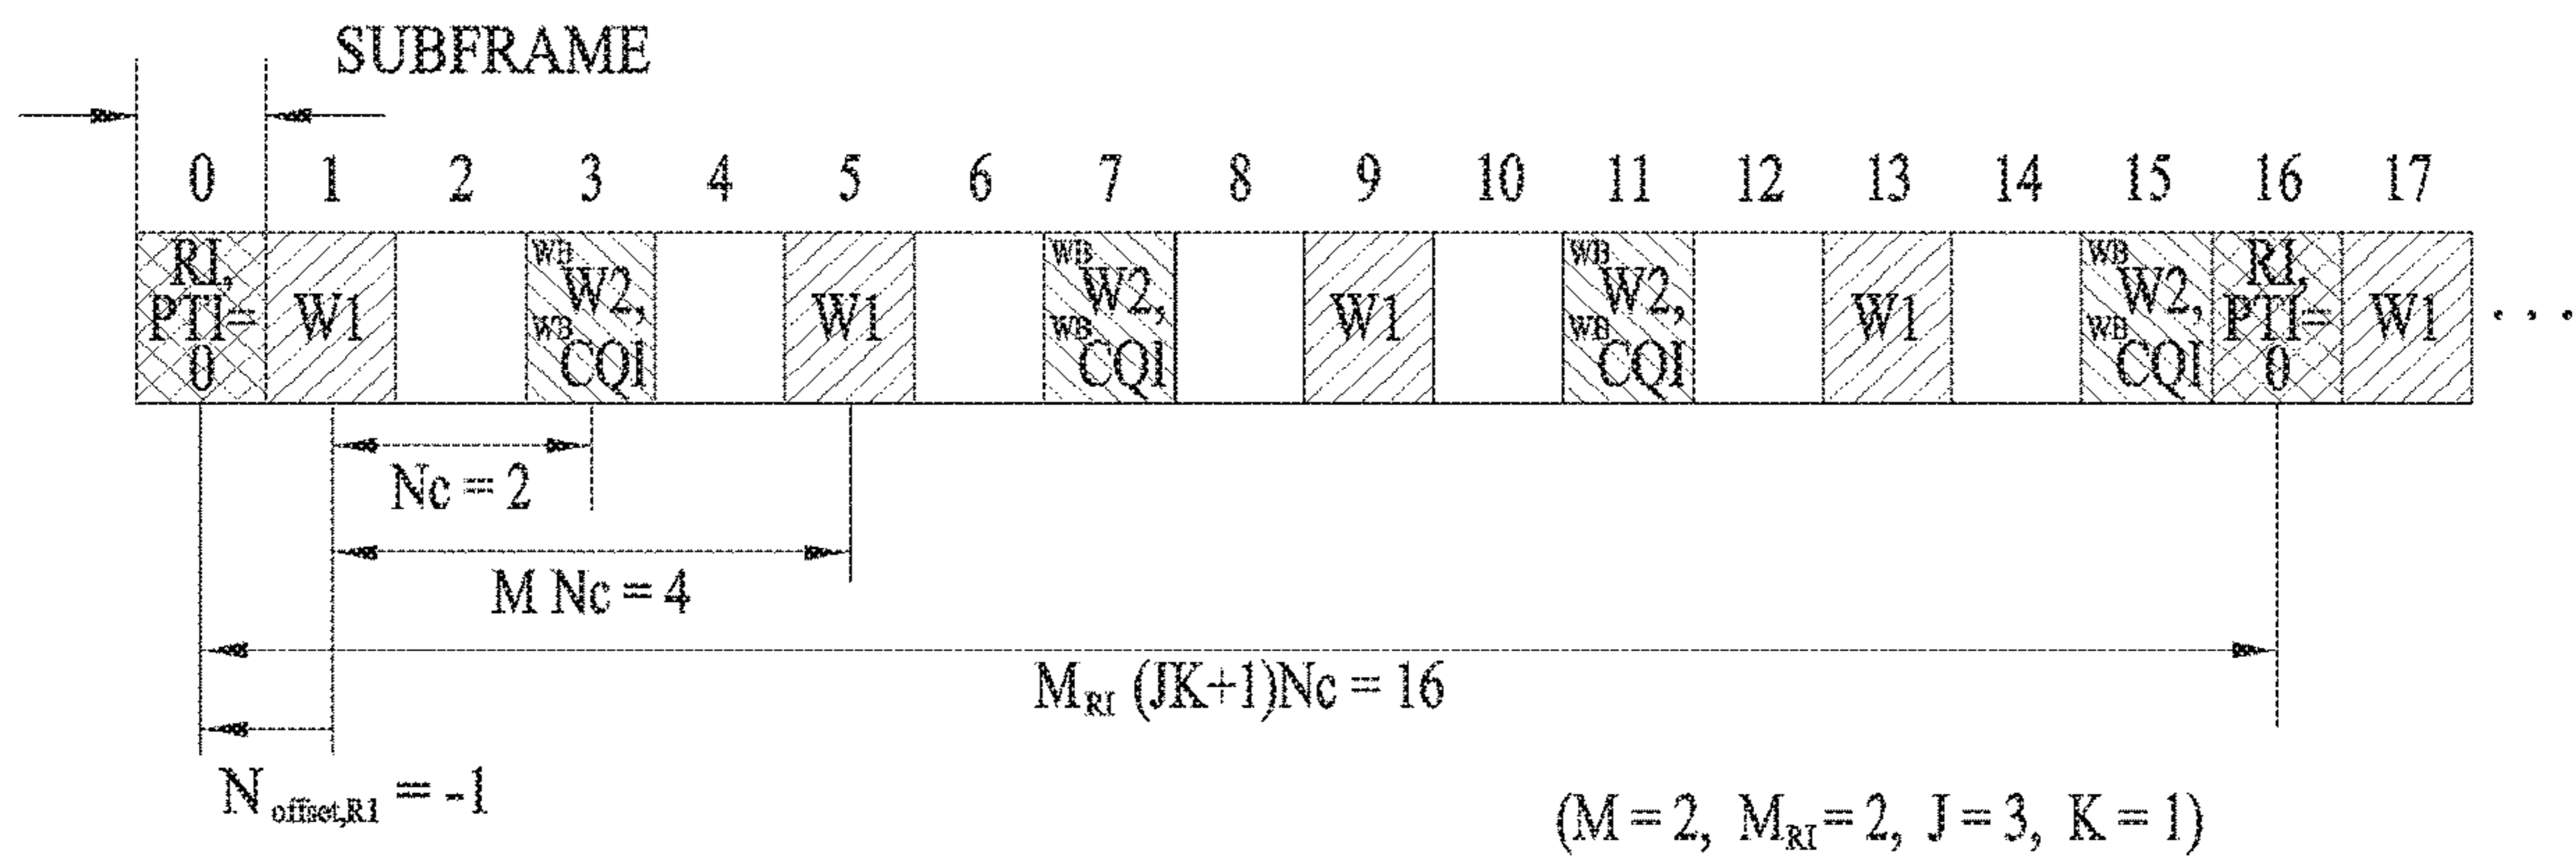 SUBFRAME
0 1 2 3 4 5 6 7 8 9 10 11 12 13 14 15 16 17
RI, PTI= 0
W1
WB W2, WB CQI
W1
WB W2, WB CQI
W1
WB W2, WB CQI
W1
WB W2, WB CQI
RI, PTI= 0
W1
...
Nc = 2
M Nc = 4
M_RI (JK+1)Nc = 16
N_offset,R1 = -1
(M = 2, M_RI = 2, J = 3, K = 1)